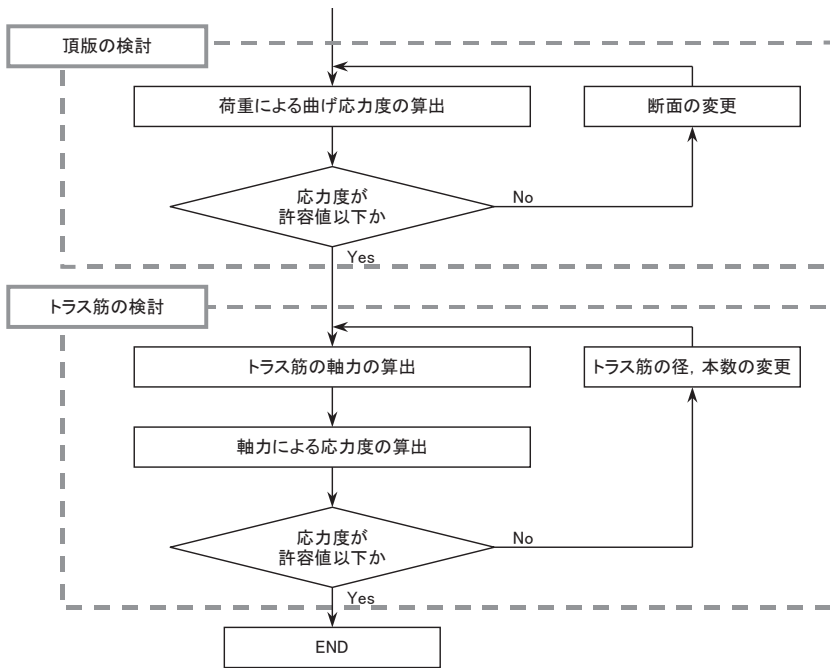 頂版の検討
荷重による曲げ応力度の算出
断面の変更
応力度が
許容値以下か
No
Yes
トラス筋の検討
トラス筋の軸力の算出
トラス筋の径，本数の変更
軸力による応力度の算出
応力度が
許容値以下か
No
Yes
END